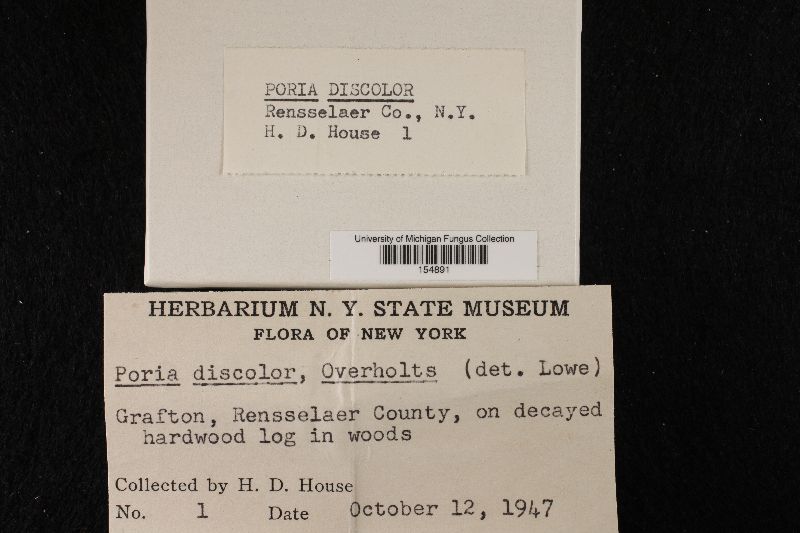 PORIA DISCOLOR
Rensselaer Co., N.Y.
H. D. House 1
University of Michigan Fungus Collection
154891
HERBARIUM N. Y. STATE MUSEUM
FLORA OF NEW YORK
Poria discolor, Overholts (det. Lowe)
Grafton, Rensselaer County, on decayed
hardwood log in woods
Collected by H. D. House
No. 1 Date October 12, 1947